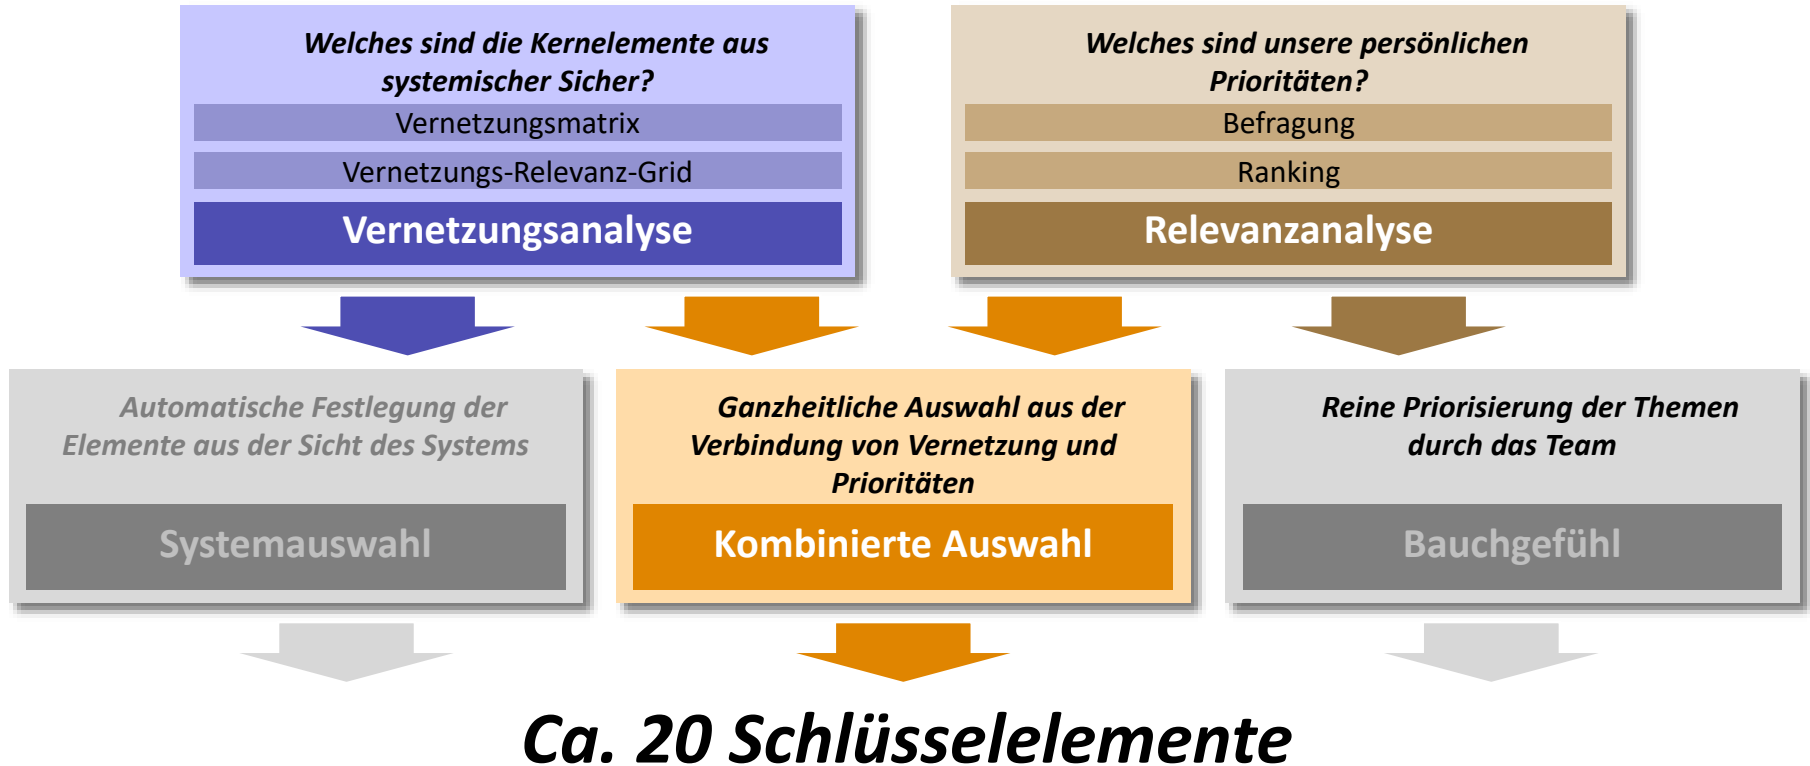 Welches sind die Kernelemente aus
systemischer Sicher?
Vernetzungsmatrix
Vernetzungs-Relevanz-Grid
Vernetzungsanalyse
Welches sind unsere persönlichen
Prioritäten?
Befragung
Ranking
Relevanzanalyse
Automatische Festlegung der
Elemente aus der Sicht des Systems
Systemauswahl
Ganzheitliche Auswahl aus der
Verbindung von Vernetzung und
Prioritäten
Kombinierte Auswahl
Reine Priorisierung der Themen
durch das Team
Bauchgefühl
Ca. 20 Schlüsselelemente